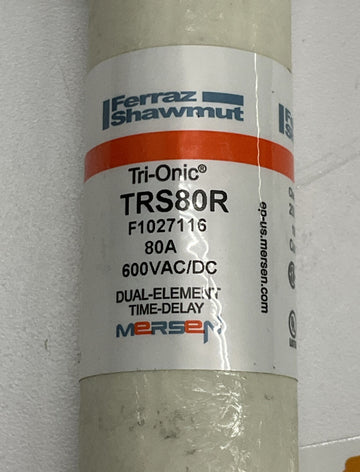 Ferraz
Shawmut
Tri-Onic®
TRS80R
F1027116
80A
600VAC/DC
DUAL-ELEMENT
TIME-DELAY
MERSEN
ep-us.mersen.com